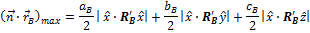 (n⃗ ∙ r⃗_B)_max = a_B/2 | x̂ ∙ R'_B x̂| + b_B/2 | x̂ ∙ R'_B ŷ| + c_B/2 | x̂ ∙ R'_B ẑ|